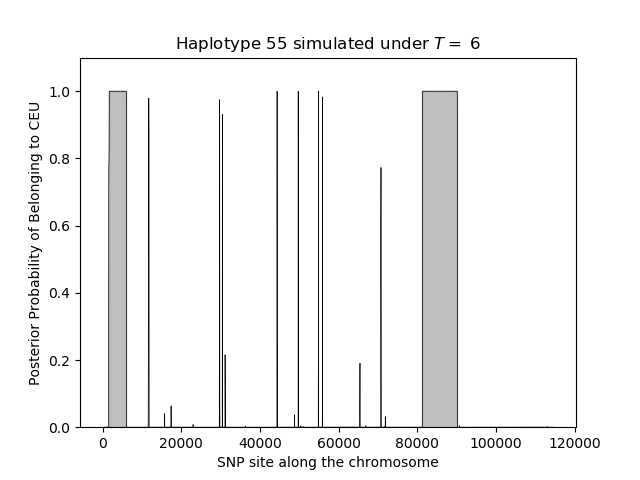 Haplotype 55 simulated under T = 6
Posterior Probability of Belonging to CEU
1.0
0.8
0.6
0.4
0.2
0.0
0 20000 40000 60000 80000 100000 120000
SNP site along the chromosome